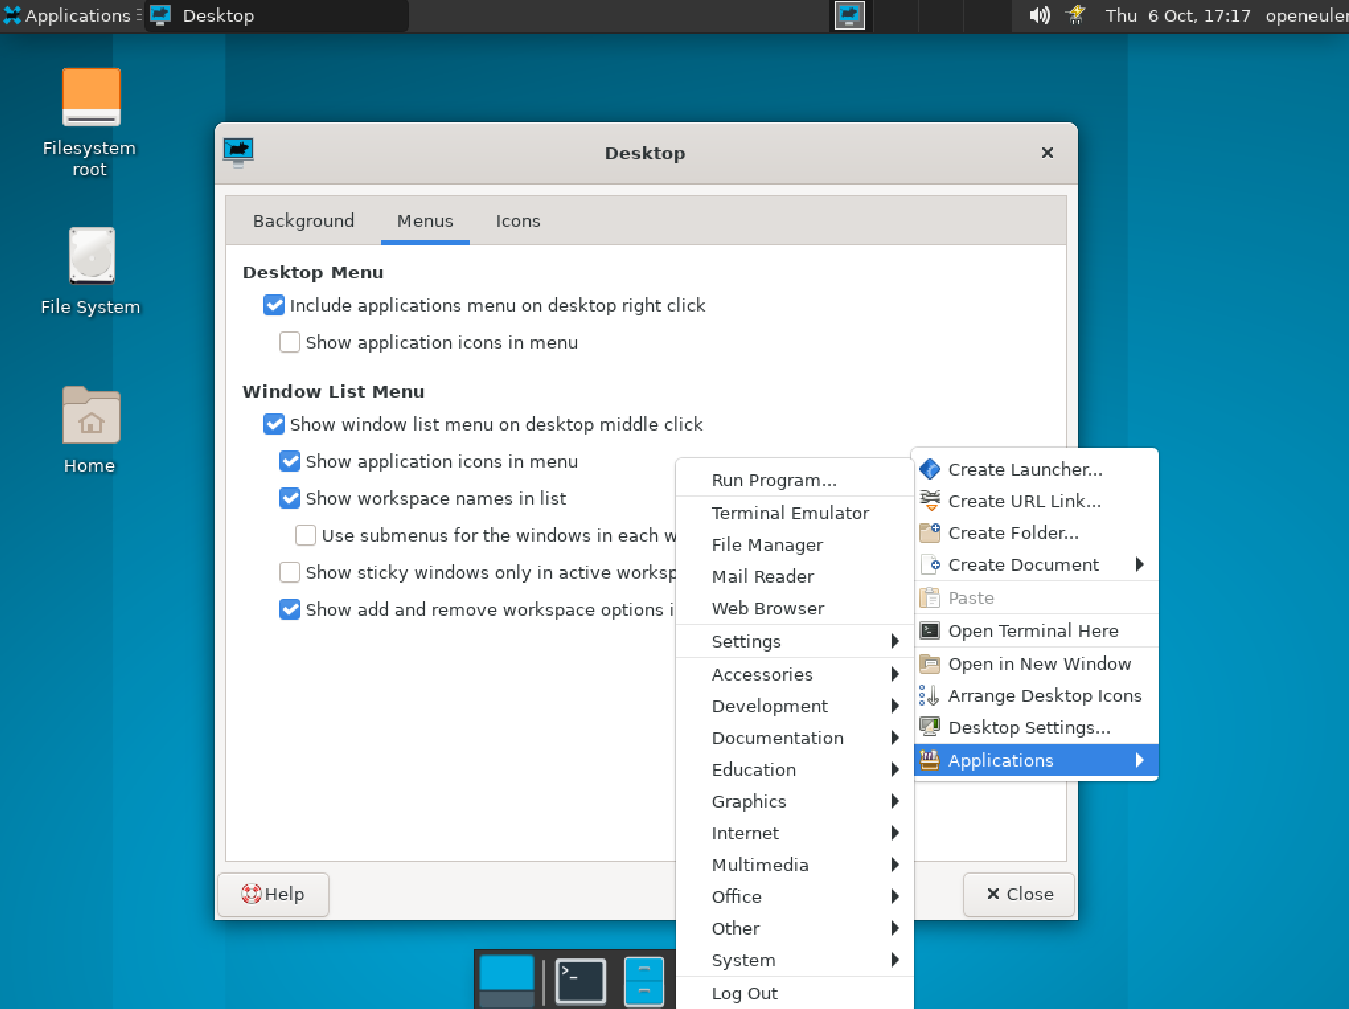 Applications
Desktop
Thu 6 Oct, 17:17
openeuler
Filesystem
root
File System
Home
Desktop
Background
Menus
Icons
Desktop Menu
Include applications menu on desktop right click
Show application icons in menu
Window List Menu
Show window list menu on desktop middle click
Show application icons in menu
Show workspace names in list
Use submenus for the windows in each w
Show sticky windows only in active worksp
Show add and remove workspace options i
Help
Close
Run Program...
Terminal Emulator
File Manager
Mail Reader
Web Browser
Settings
Accessories
Development
Documentation
Education
Graphics
Internet
Multimedia
Office
Other
System
Log Out
Create Launcher...
Create URL Link...
Create Folder...
Create Document
Paste
Open Terminal Here
Open in New Window
Arrange Desktop Icons
Desktop Settings...
Applications